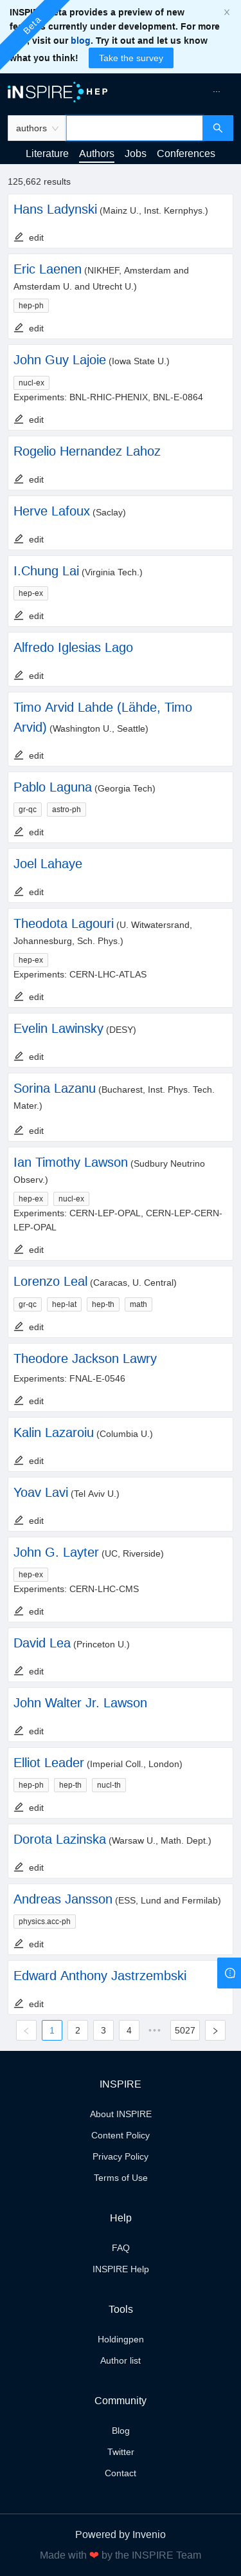 INSPIRE Beta provides a preview of new
features currently under development. For more
visit our blog. Try it out and let us know
what you think! Take the survey
Beta
INSPIRE HEP
authors
Literature Authors Jobs Conferences
125,662 results
Hans Ladynski (Mainz U., Inst. Kernphys.)
edit
Eric Laenen (NIKHEF, Amsterdam and
Amsterdam U. and Utrecht U.)
hep-ph
edit
John Guy Lajoie (Iowa State U.)
nucl-ex
Experiments: BNL-RHIC-PHENIX, BNL-E-0864
edit
Rogelio Hernandez Lahoz
edit
Herve Lafoux (Saclay)
edit
I.Chung Lai (Virginia Tech.)
hep-ex
edit
Alfredo Iglesias Lago
edit
Timo Arvid Lahde (Lähde, Timo
Arvid) (Washington U., Seattle)
edit
Pablo Laguna (Georgia Tech)
gr-qc astro-ph
edit
Joel Lahaye
edit
Theodota Lagouri (U. Witwatersrand,
Johannesburg, Sch. Phys.)
hep-ex
Experiments: CERN-LHC-ATLAS
edit
Evelin Lawinsky (DESY)
edit
Sorina Lazanu (Bucharest, Inst. Phys. Tech.
Mater.)
edit
Ian Timothy Lawson (Sudbury Neutrino
Observ.)
hep-ex nucl-ex
Experiments: CERN-LEP-OPAL, CERN-LEP-CERN-
LEP-OPAL
edit
Lorenzo Leal (Caracas, U. Central)
gr-qc hep-lat hep-th math
edit
Theodore Jackson Lawry
Experiments: FNAL-E-0546
edit
Kalin Lazaroiu (Columbia U.)
edit
Yoav Lavi (Tel Aviv U.)
edit
John G. Layter (UC, Riverside)
hep-ex
Experiments: CERN-LHC-CMS
edit
David Lea (Princeton U.)
edit
John Walter Jr. Lawson
edit
Elliot Leader (Imperial Coll., London)
hep-ph hep-th nucl-th
edit
Dorota Lazinska (Warsaw U., Math. Dept.)
edit
Andreas Jansson (ESS, Lund and Fermilab)
physics.acc-ph
edit
Edward Anthony Jastrzembski
edit
1 2 3 4 ••• 5027
INSPIRE
About INSPIRE
Content Policy
Privacy Policy
Terms of Use
Help
FAQ
INSPIRE Help
Tools
Holdingpen
Author list
Community
Blog
Twitter
Contact
Powered by Invenio
Made with ❤ by the INSPIRE Team